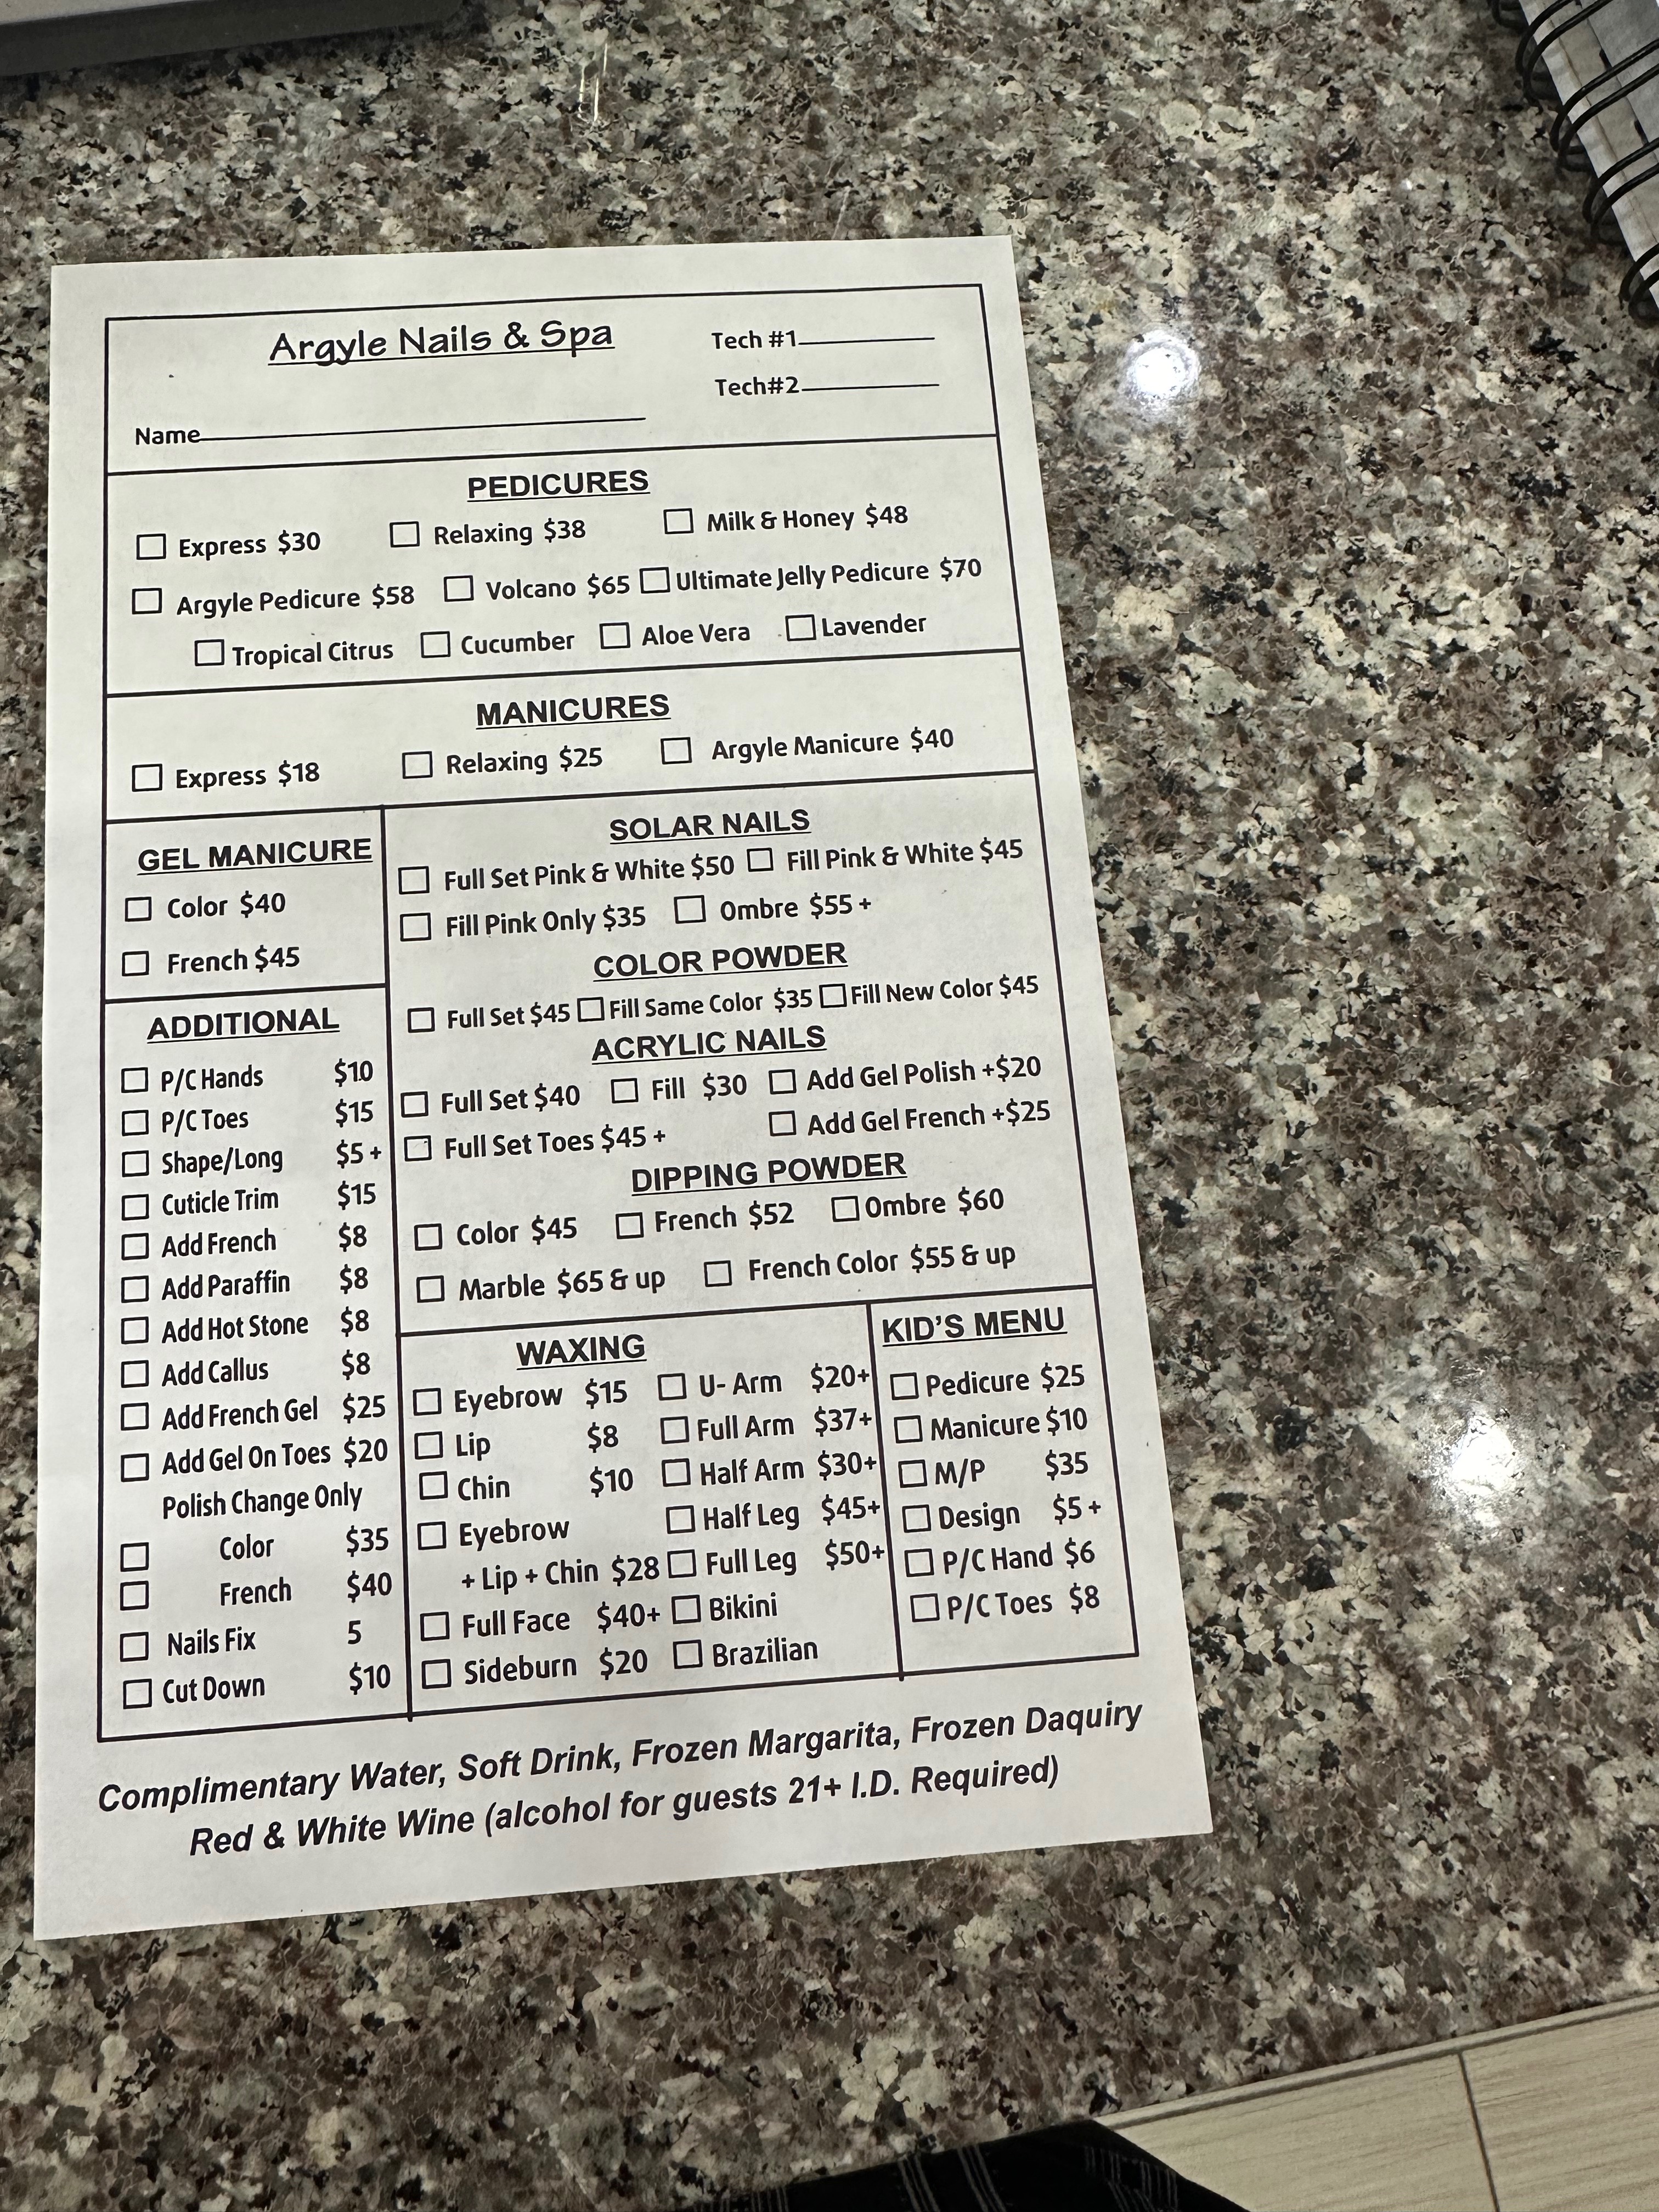 Argyle Nails & Spa
Tech #1
Tech#2
Name
PEDICURES
Express $30 Relaxing $38 Milk & Honey $48
Argyle Pedicure $58 Volcano $65 Ultimate Jelly Pedicure $70
Tropical Citrus Cucumber Aloe Vera Lavender
MANICURES
Express $18 Relaxing $25 Argyle Manicure $40
GEL MANICURE
Color $40
French $45
ADDITIONAL
P/C Hands $10
P/C Toes $15
Shape/Long $5 +
Cuticle Trim $15
Add French $8
Add Paraffin $8
Add Hot Stone $8
Add Callus $8
Add French Gel $25
Add Gel On Toes $20
Polish Change Only
Color $35
French $40
Nails Fix 5
Cut Down $10
SOLAR NAILS
Full Set Pink & White $50 Fill Pink & White $45
Fill Pink Only $35 Ombre $55 +
COLOR POWDER
Full Set $45 Fill Same Color $35 Fill New Color $45
ACRYLIC NAILS
Full Set $40 Fill $30 Add Gel Polish +$20
Full Set Toes $45 + Add Gel French +$25
DIPPING POWDER
Color $45 French $52 Ombre $60
Marble $65 & up French Color $55 & up
WAXING
Eyebrow $15 U- Arm $20+
Lip $8 Full Arm $37+
Chin $10 Half Arm $30+
Eyebrow Half Leg $45+
+ Lip + Chin $28 Full Leg $50+
Full Face $40+ Bikini
Sideburn $20 Brazilian
KID'S MENU
Pedicure $25
Manicure $10
M/P $35
Design $5 +
P/C Hand $6
P/C Toes $8
Complimentary Water, Soft Drink, Frozen Margarita, Frozen Daquiry
Red & White Wine (alcohol for guests 21+ I.D. Required)